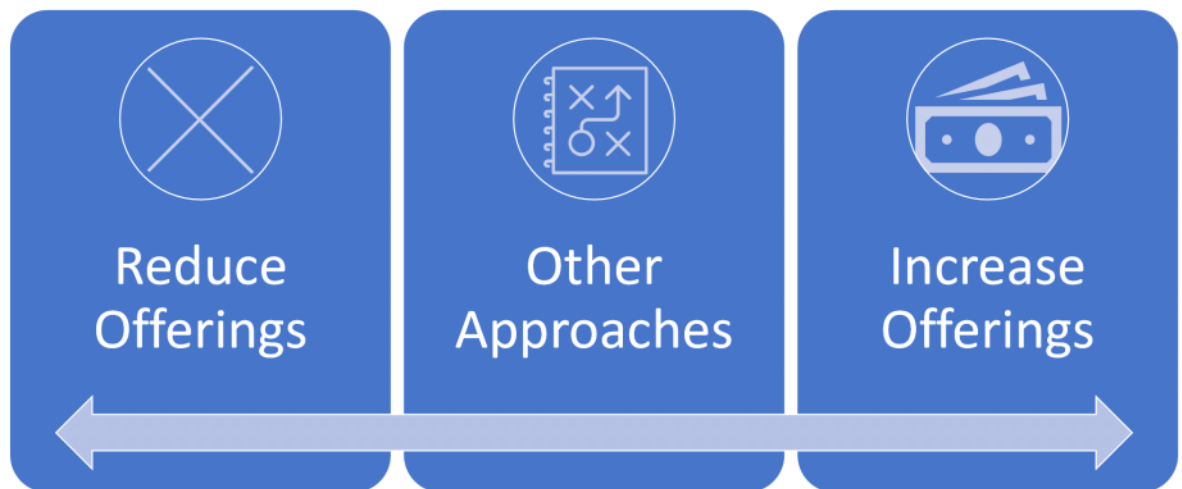 Reduce
Offerings
Other
Approaches
Increase
Offerings